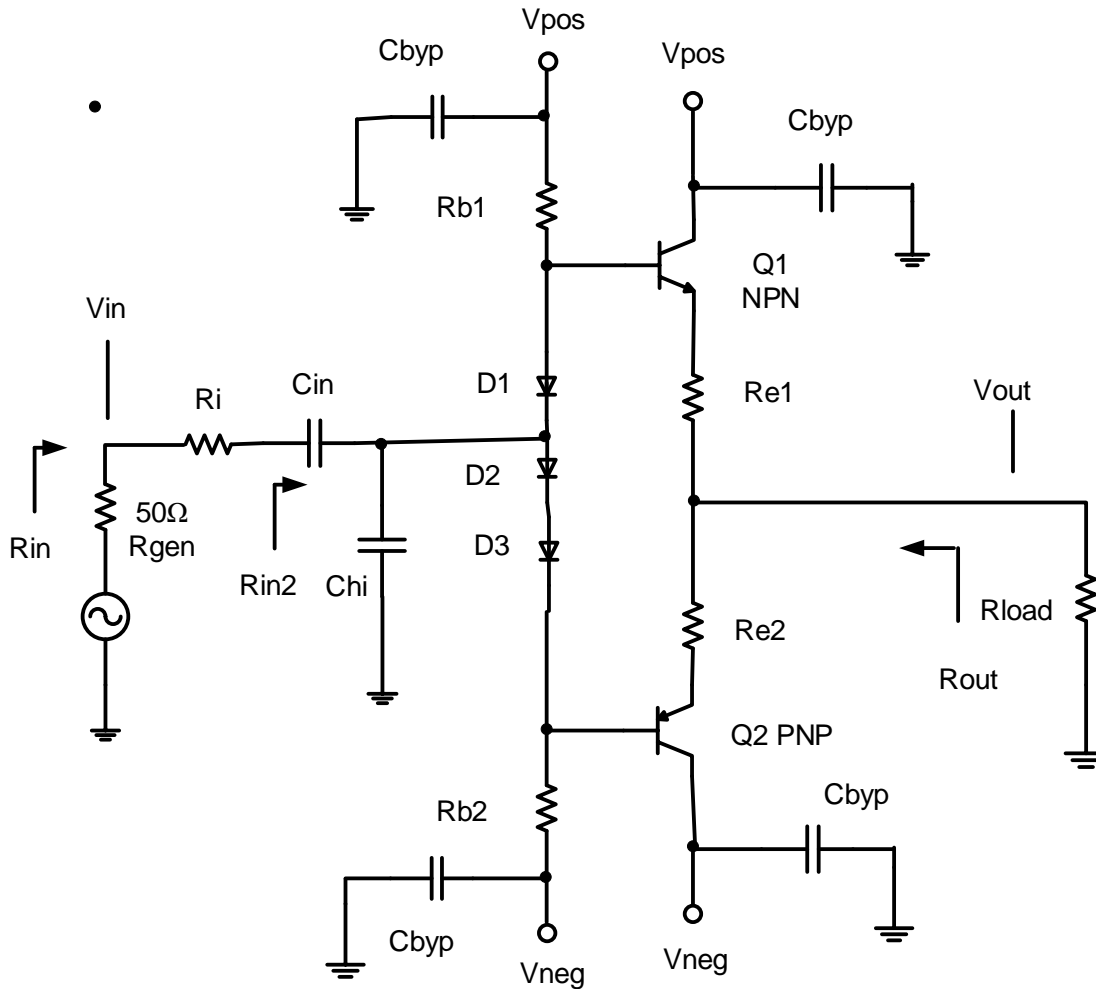 Vpos
Cbyp
Vpos
Cbyp
Rb1
Q1
NPN
Vin
Ri
Cin
D1
Re1
Vout
D2
50Ω
Rgen
Rin
Rin2
Chi
D3
Rload
Re2
Rout
Q2 PNP
Rb2
Cbyp
Cbyp
Vneg
Vneg